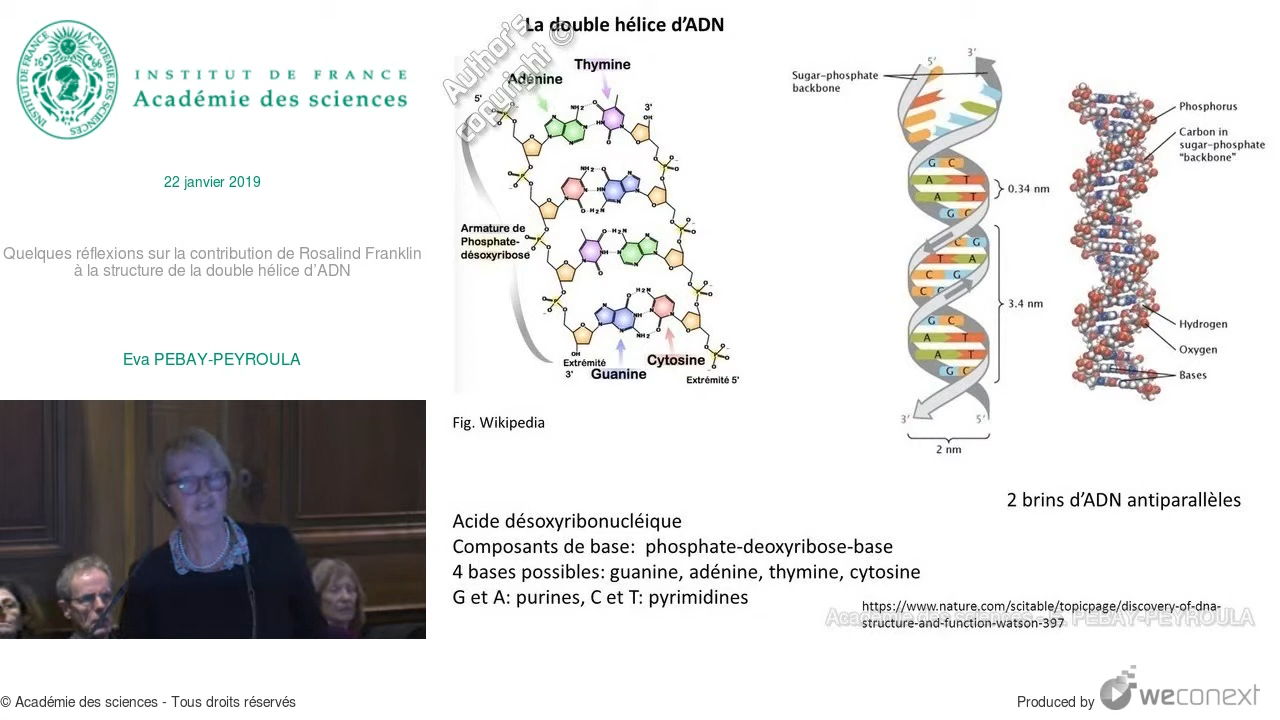 INSTITUT DE FRANCE
Académie des sciences
22 janvier 2019
Quelques réflexions sur la contribution de Rosalind Franklin
à la structure de la double hélice d'ADN
Eva PEBAY-PEYROULA
© Académie des sciences - Tous droits réservés
La double hélice d'ADN
Author's
copyright ©
Thymine
Adénine
5'
3'
Armature de
Phosphate-
désoxyribose
Extrémité
3'
Guanine
Cytosine
Extrémité 5'
Fig. Wikipedia
Sugar-phosphate
backbone
5'
3'
G C
A T
A T
G C
0.34 nm
C G
T A
C G
C G
3.4 nm
G C
A T
A T
G C
3'
5'
2 nm
Phosphorus
Carbon in
sugar-phosphate
"backbone"
Hydrogen
Oxygen
Bases
2 brins d'ADN antiparallèles
Acide désoxyribonucléique
Composants de base: phosphate-deoxyribose-base
4 bases possibles: guanine, adénine, thymine, cytosine
G et A: purines, C et T: pyrimidines
https://www.nature.com/scitable/topicpage/discovery-of-dna-
structure-and-function-watson-397
PEBAY-PEYROULA
Produced by weconext